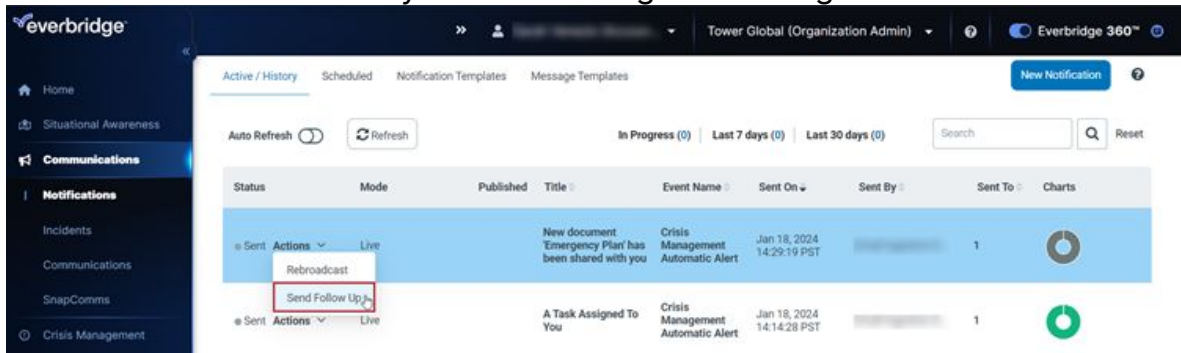 everbridge
Tower Global (Organization Admin)
Everbridge 360™
Home
Situational Awareness
Communications
Notifications
Incidents
Communications
SnapComms
Crisis Management
Active / History Scheduled Notification Templates Message Templates
New Notification
Auto Refresh Refresh In Progress (0) Last 7 days (0) Last 30 days (0) Search Reset
Status Mode Published Title Event Name Sent On Sent By Sent To Charts
Sent Actions Live
New document
'Emergency Plan' has
been shared with you
Crisis
Management
Automatic Alert
Jan 18, 2024
14:29:19 PST
1
Rebroadcast
Send Follow Up
Sent Actions Live
A Task Assigned To
You
Crisis
Management
Automatic Alert
Jan 18, 2024
14:14:28 PST
1